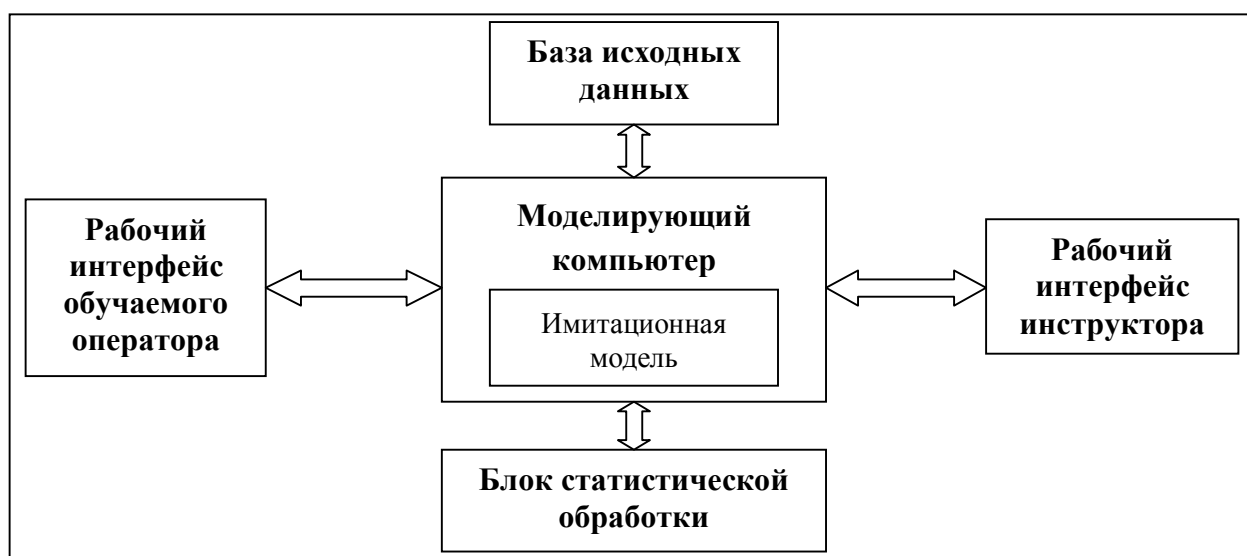 База исходных
данных
Рабочий
интерфейс
обучаемого
оператора
Моделирующий
компьютер
Имитационная
модель
Рабочий
интерфейс
инструктора
Блок статистической
обработки